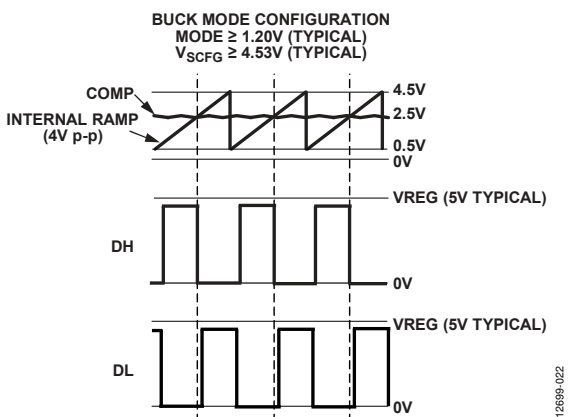 BUCK MODE CONFIGURATION
MODE ≥ 1.20V (TYPICAL)
VSCFG ≥ 4.53V (TYPICAL)
COMP
INTERNAL RAMP
(4V p-p)
4.5V
2.5V
0.5V
0V
VREG (5V TYPICAL)
DH
0V
VREG (5V TYPICAL)
DL
0V
12699-022